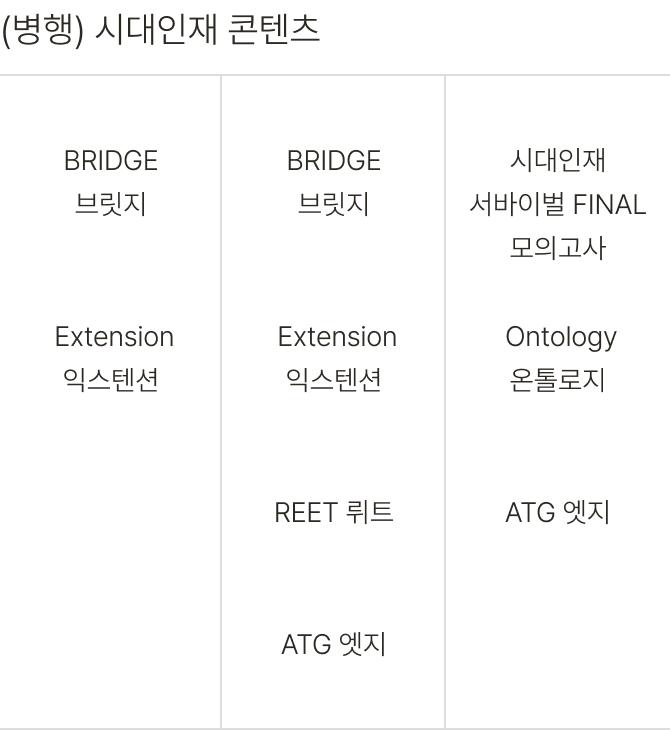 (병행) 시대인재 콘텐츠
BRIDGE
브릿지
Extension
익스텐션
BRIDGE
브릿지
Extension
익스텐션
REET 뤼트
ATG 엣지
시대인재
서바이벌 FINAL
모의고사
Ontology
온톨로지
ATG 엣지